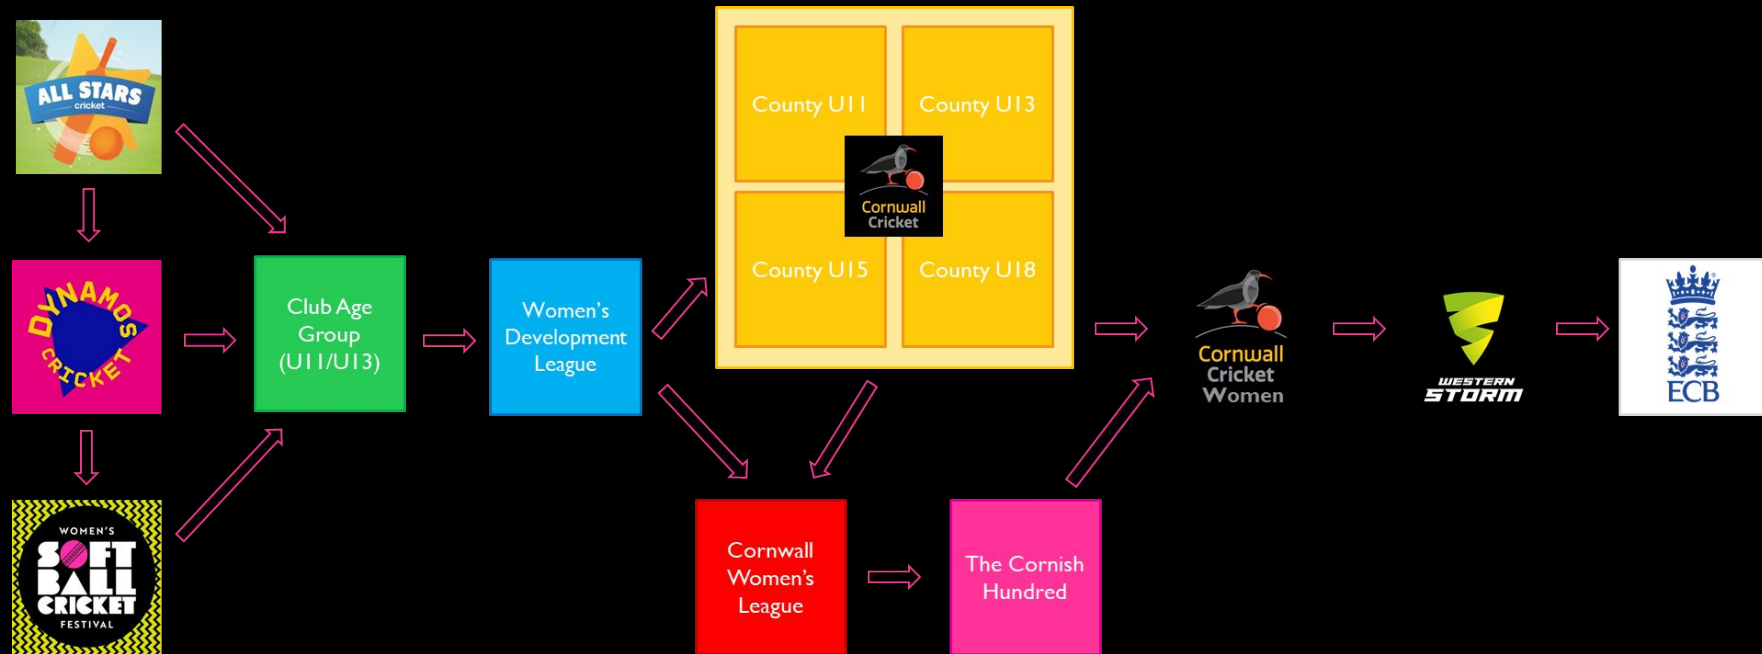 ALL STARS
cricket
DYNAMOS
CRICKET
WOMEN'S
SOFT
BALL
CRICKET
FESTIVAL
Club Age
Group
(U11/U13)
Women's
Development
League
County U11
County U13
County U15
County U18
Cornwall
Cricket
Cornwall
Women's
League
The Cornish
Hundred
Cornwall
Cricket
Women
WESTERN
STORM
ECB